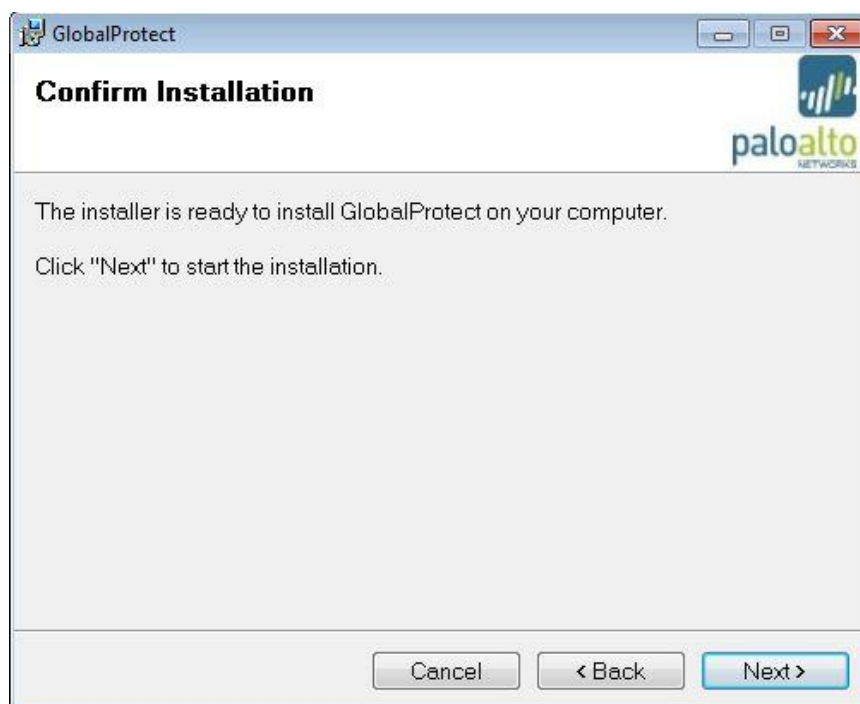 GlobalProtect
Confirm Installation
paloalto
NETWORKS
The installer is ready to install GlobalProtect on your computer.
Click "Next" to start the installation.
Cancel
< Back
Next >